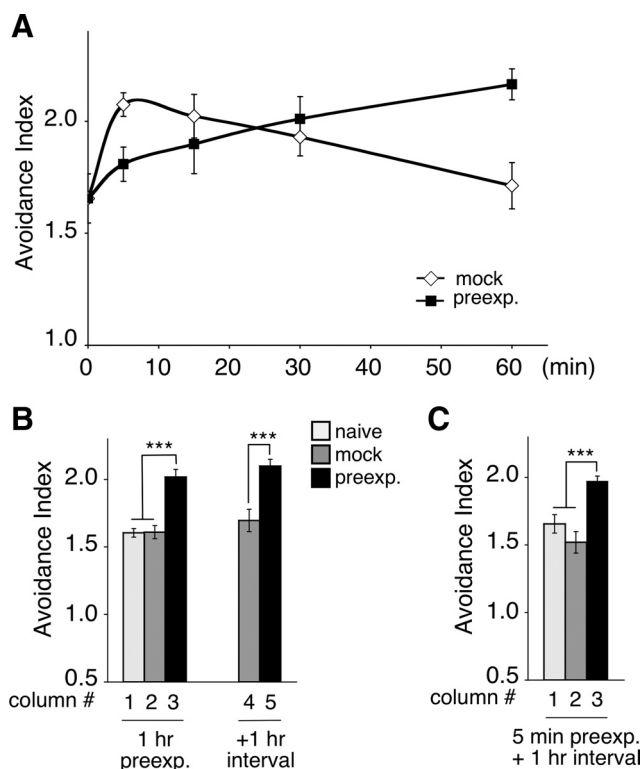 A
Avoidance Index
2.0
1.5
1.0
mock
preexp.
0 10 20 30 40 50 60 (min)
B
Avoidance Index
2.0
1.5
1.0
0.5
***
***
naive
mock
preexp.
column # 1 2 3 4 5
1 hr
preexp.
+1 hr
interval
C
Avoidance Index
2.0
1.5
1.0
0.5
***
column # 1 2 3
5 min preexp.
+ 1 hr interval